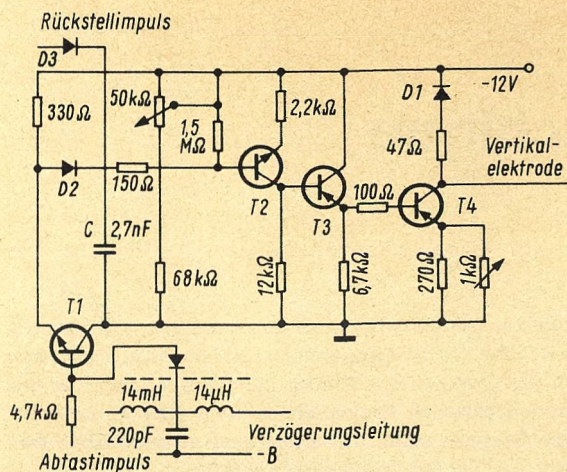 Rückstellimpuls
D3
-12V
50kΩ
D1
330Ω
2,2kΩ
1,5
MΩ
47Ω
Vertikal-
elektrode
D2
150Ω
T2
100Ω
T4
T3
C 2,7nF
68kΩ
12kΩ
6,7kΩ
270Ω
1kΩ
T1
14mH
14µH
4,7kΩ
220pF
Verzögerungsleitung
-B
Abtastimpuls